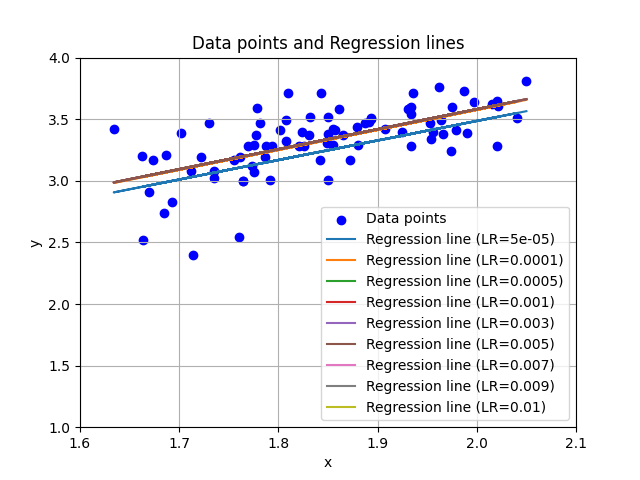 Data points and Regression lines
4.0
3.5
3.0
2.5
2.0
1.5
1.0
y
Data points
Regression line (LR=5e-05)
Regression line (LR=0.0001)
Regression line (LR=0.0005)
Regression line (LR=0.001)
Regression line (LR=0.003)
Regression line (LR=0.005)
Regression line (LR=0.007)
Regression line (LR=0.009)
Regression line (LR=0.01)
1.6 1.7 1.8 1.9 2.0 2.1
x